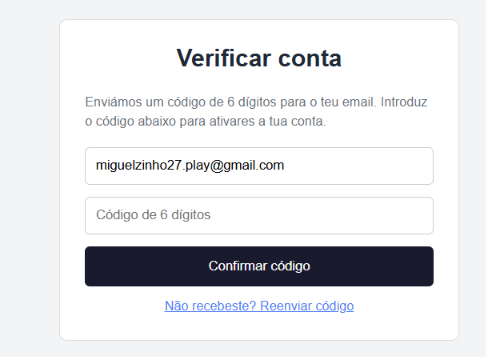 Verificar conta
Enviámos um código de 6 dígitos para o teu email. Introduz
o código abaixo para ativares a tua conta.
miguelzinho27.play@gmail.com
Código de 6 dígitos
Confirmar código
Não recebeste? Reenviar código